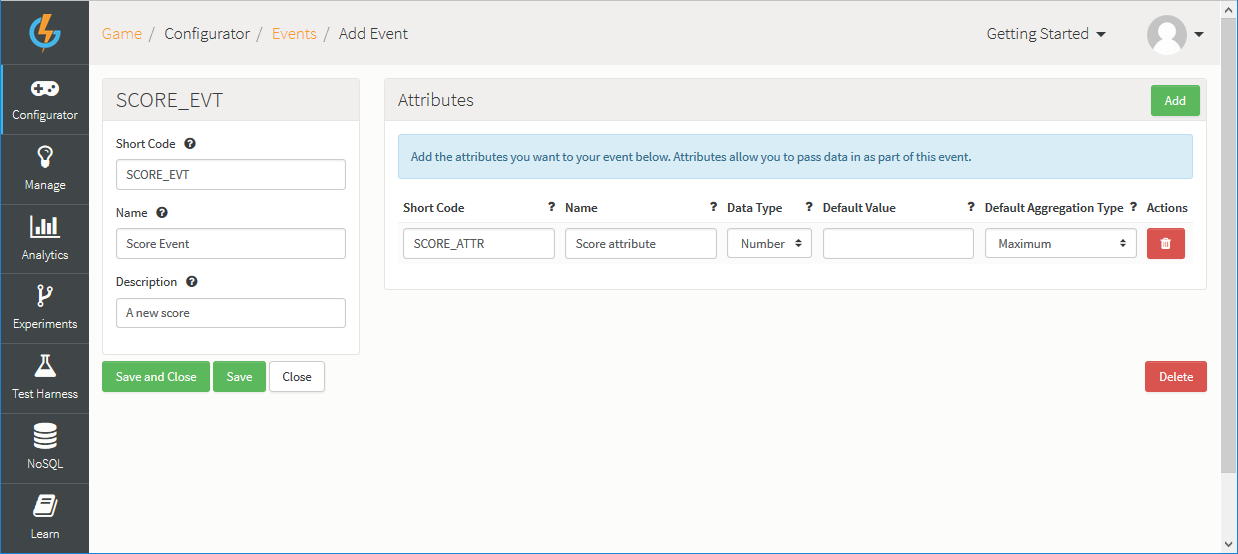 Game / Configurator / Events / Add Event
Getting Started
Configurator
Manage
Analytics
Experiments
Test Harness
NoSQL
Learn
SCORE_EVT
Short Code ?
SCORE_EVT
Name ?
Score Event
Description ?
A new score
Save and Close Save Close
Attributes
Add
Add the attributes you want to your event below. Attributes allow you to pass data in as part of this event.
Short Code ? Name ? Data Type ? Default Value ? Default Aggregation Type ? Actions
SCORE_ATTR Score attribute Number Maximum
Delete